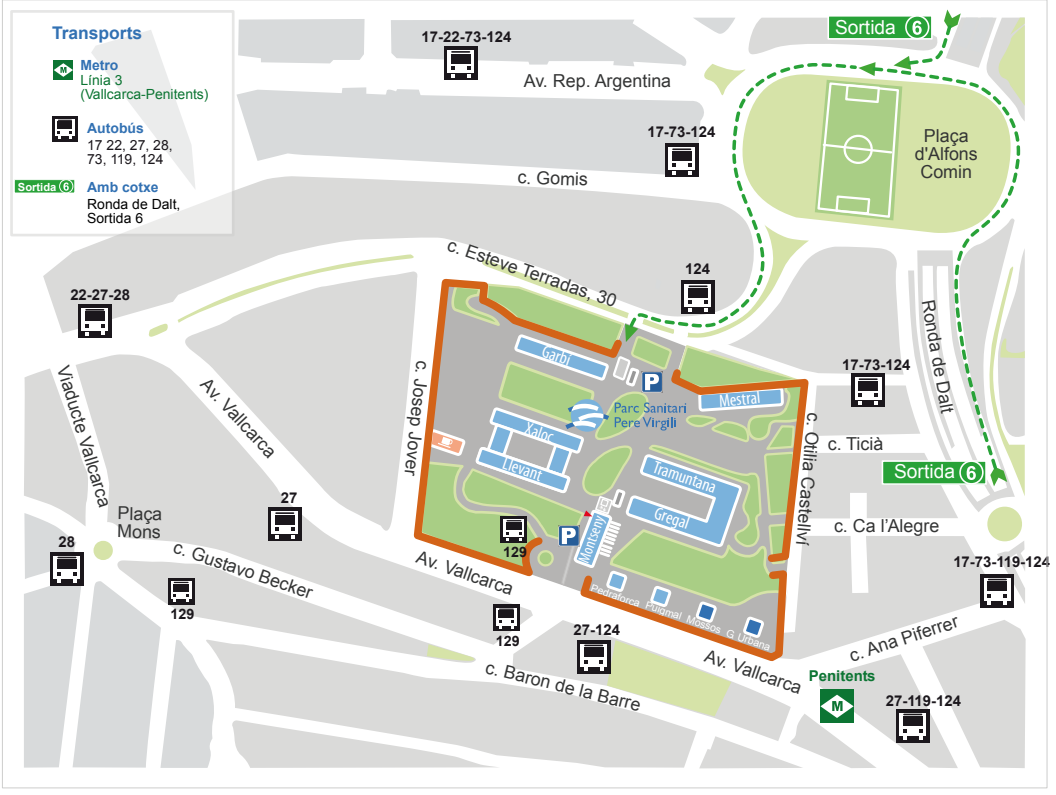 Transports
M
Metro
Línia 3
(Vallcarca-Penitents)
Autobús
17 22, 27, 28,
73, 119, 124
Sortida 6
Amb cotxe
Ronda de Dalt,
Sortida 6
17-22-73-124
Av. Rep. Argentina
Sortida 6
17-73-124
c. Gomis
Plaça
d'Alfons
Comin
c. Esteve Terradas, 30
124
22-27-28
Viaducte Vallcarca
Av. Vallcarca
c. Josep Jover
Garbí
P
Mestral
Parc Sanitari
Pere Virgili
Xaloc
Llevant
Tramuntana
Gregal
Montseny
P
129
Pedraforca
Puigmal
Mossos
G. Urbana
17-73-124
Ronda de Dalt
c. Otilia Castellví
c. Ticià
Sortida 6
c. Ca l'Alegre
17-73-119-124
27
Plaça
Mons
28
c. Gustavo Becker
129
Av. Vallcarca
129
27-124
c. Baron de la Barre
Av. Vallcarca
c. Ana Piferrer
Penitents
M
27-119-124